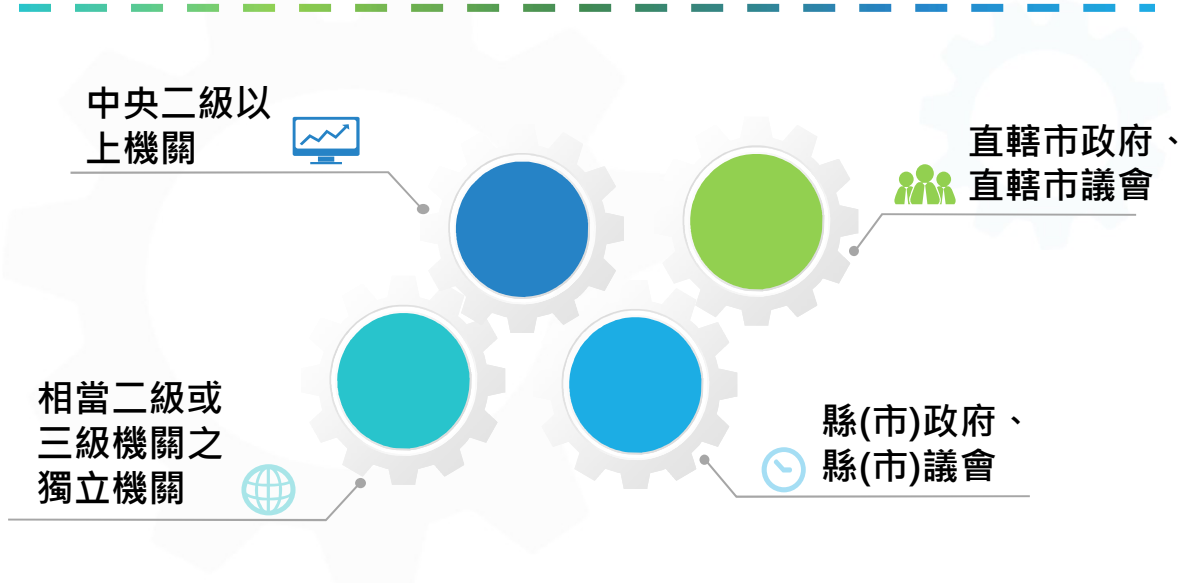 中央二級以
上機關
直轄市政府、
直轄市議會
相當二級或
三級機關之
獨立機關
縣(市)政府、
縣(市)議會